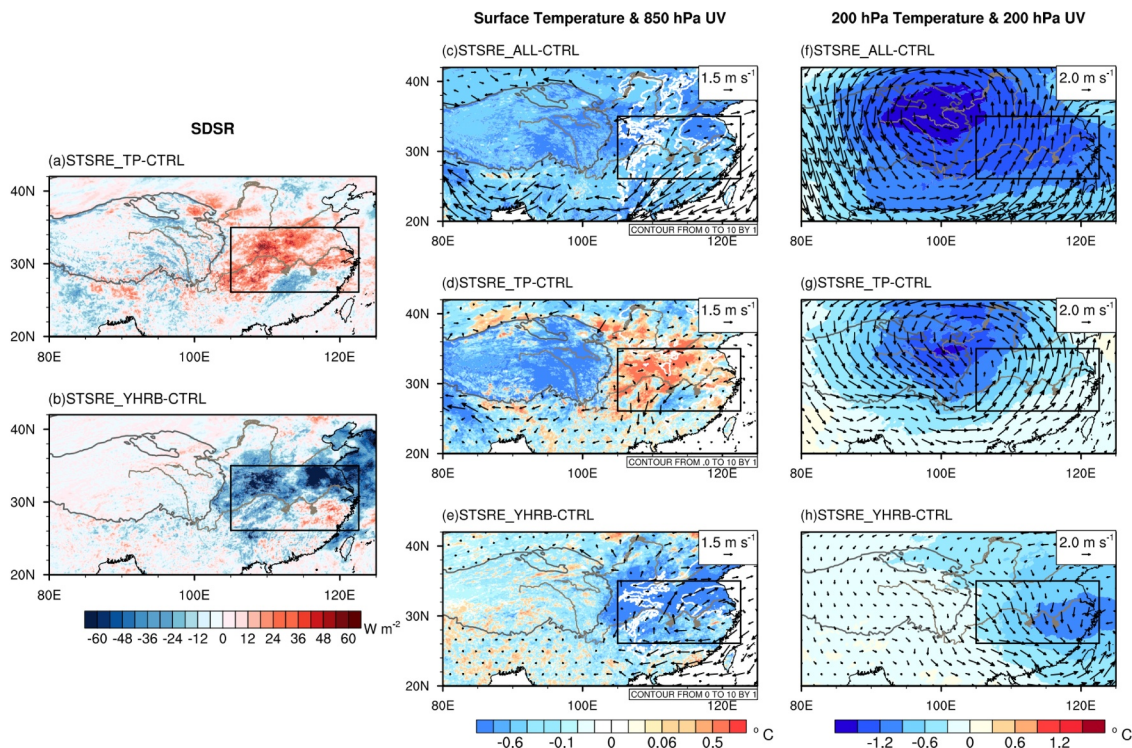 Surface Temperature & 850 hPa UV
200 hPa Temperature & 200 hPa UV
SDSR
(a)STSRE_TP-CTRL
40N
30N
20N
80E 100E 120E
(b)STSRE_YHRB-CTRL
40N
30N
20N
80E 100E 120E
-60 -48 -36 -24 -12 0 12 24 36 48 60 W m-2
(c)STSRE_ALL-CTRL
1.5 m s-1
40N
30N
20N
CONTOUR FROM 0 TO 10 BY 1
80E 100E 120E
(d)STSRE_TP-CTRL
1.5 m s-1
40N
30N
20N
CONTOUR FROM .0 TO 10 BY 1
80E 100E 120E
(e)STSRE_YHRB-CTRL
1.5 m s-1
40N
30N
20N
CONTOUR FROM 0 TO 10 BY 1
80E 100E 120E
-0.6 -0.1 0 0.06 0.5 o C
(f)STSRE_ALL-CTRL
2.0 m s-1
40N
30N
20N
80E 100E 120E
(g)STSRE_TP-CTRL
2.0 m s-1
40N
30N
20N
80E 100E 120E
(h)STSRE_YHRB-CTRL
2.0 m s-1
40N
30N
20N
80E 100E 120E
-1.2 -0.6 0 0.6 1.2 o C